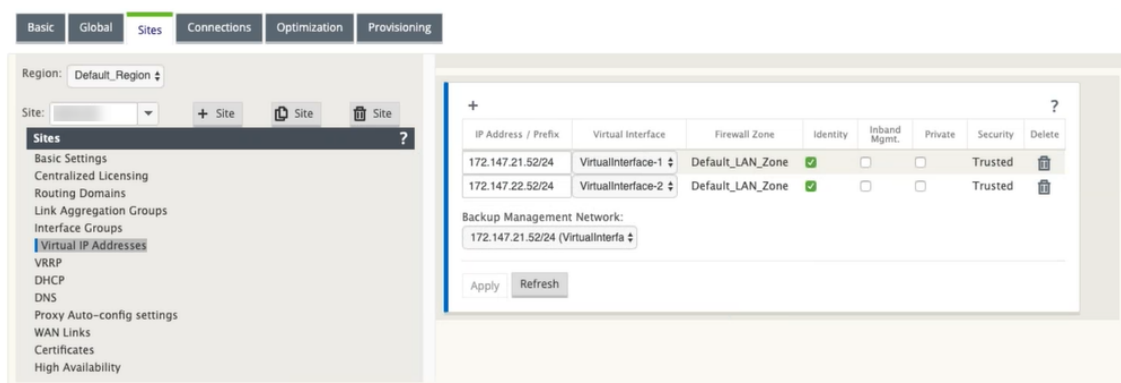 Basic Global Sites Connections Optimization Provisioning
Region: Default_Region
Site: + Site Site Site
Sites ?
Basic Settings
Centralized Licensing
Routing Domains
Link Aggregation Groups
Interface Groups
Virtual IP Addresses
VRRP
DHCP
DNS
Proxy Auto-config settings
WAN Links
Certificates
High Availability
+ ?
IP Address / Prefix Virtual Interface Firewall Zone Identity Inband Mgmt. Private Security Delete
172.147.21.52/24 VirtualInterface-1 Default_LAN_Zone Trusted
172.147.22.52/24 VirtualInterface-2 Default_LAN_Zone Trusted
Backup Management Network:
172.147.21.52/24 (VirtualInterfa
Apply Refresh